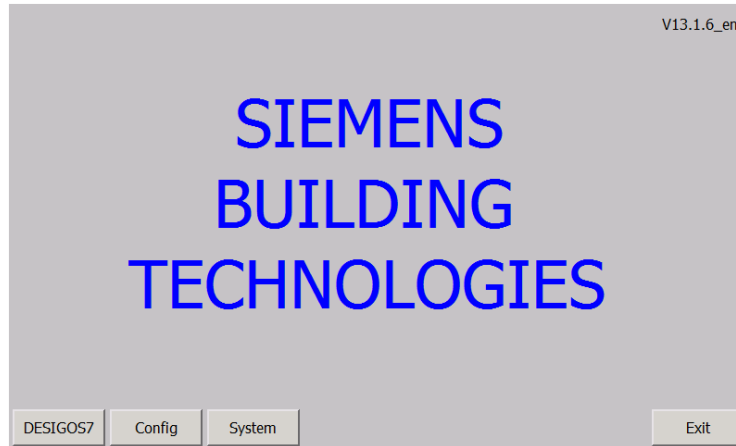 V13.1.6_en
SIEMENS
BUILDING
TECHNOLOGIES
DESIGOS7 Config System Exit